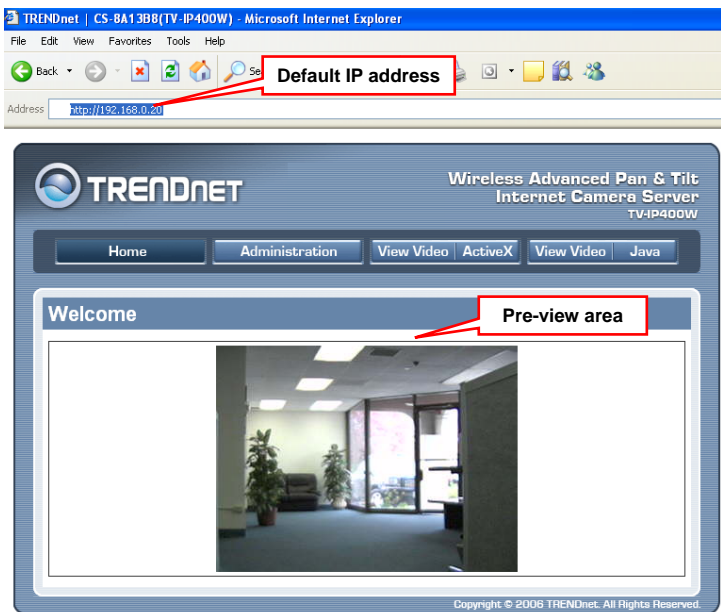 TRENDnet | CS-8A13B8(TV-IP400W) - Microsoft Internet Explorer
File Edit View Favorites Tools Help
Back Se
Default IP address
Address http://192.168.0.20
TRENDnet
Wireless Advanced Pan & Tilt
Internet Camera Server
TV-IP400W
Home Administration View Video ActiveX View Video Java
Welcome
Pre-view area
Copyright © 2006 TRENDnet. All Rights Reserved.